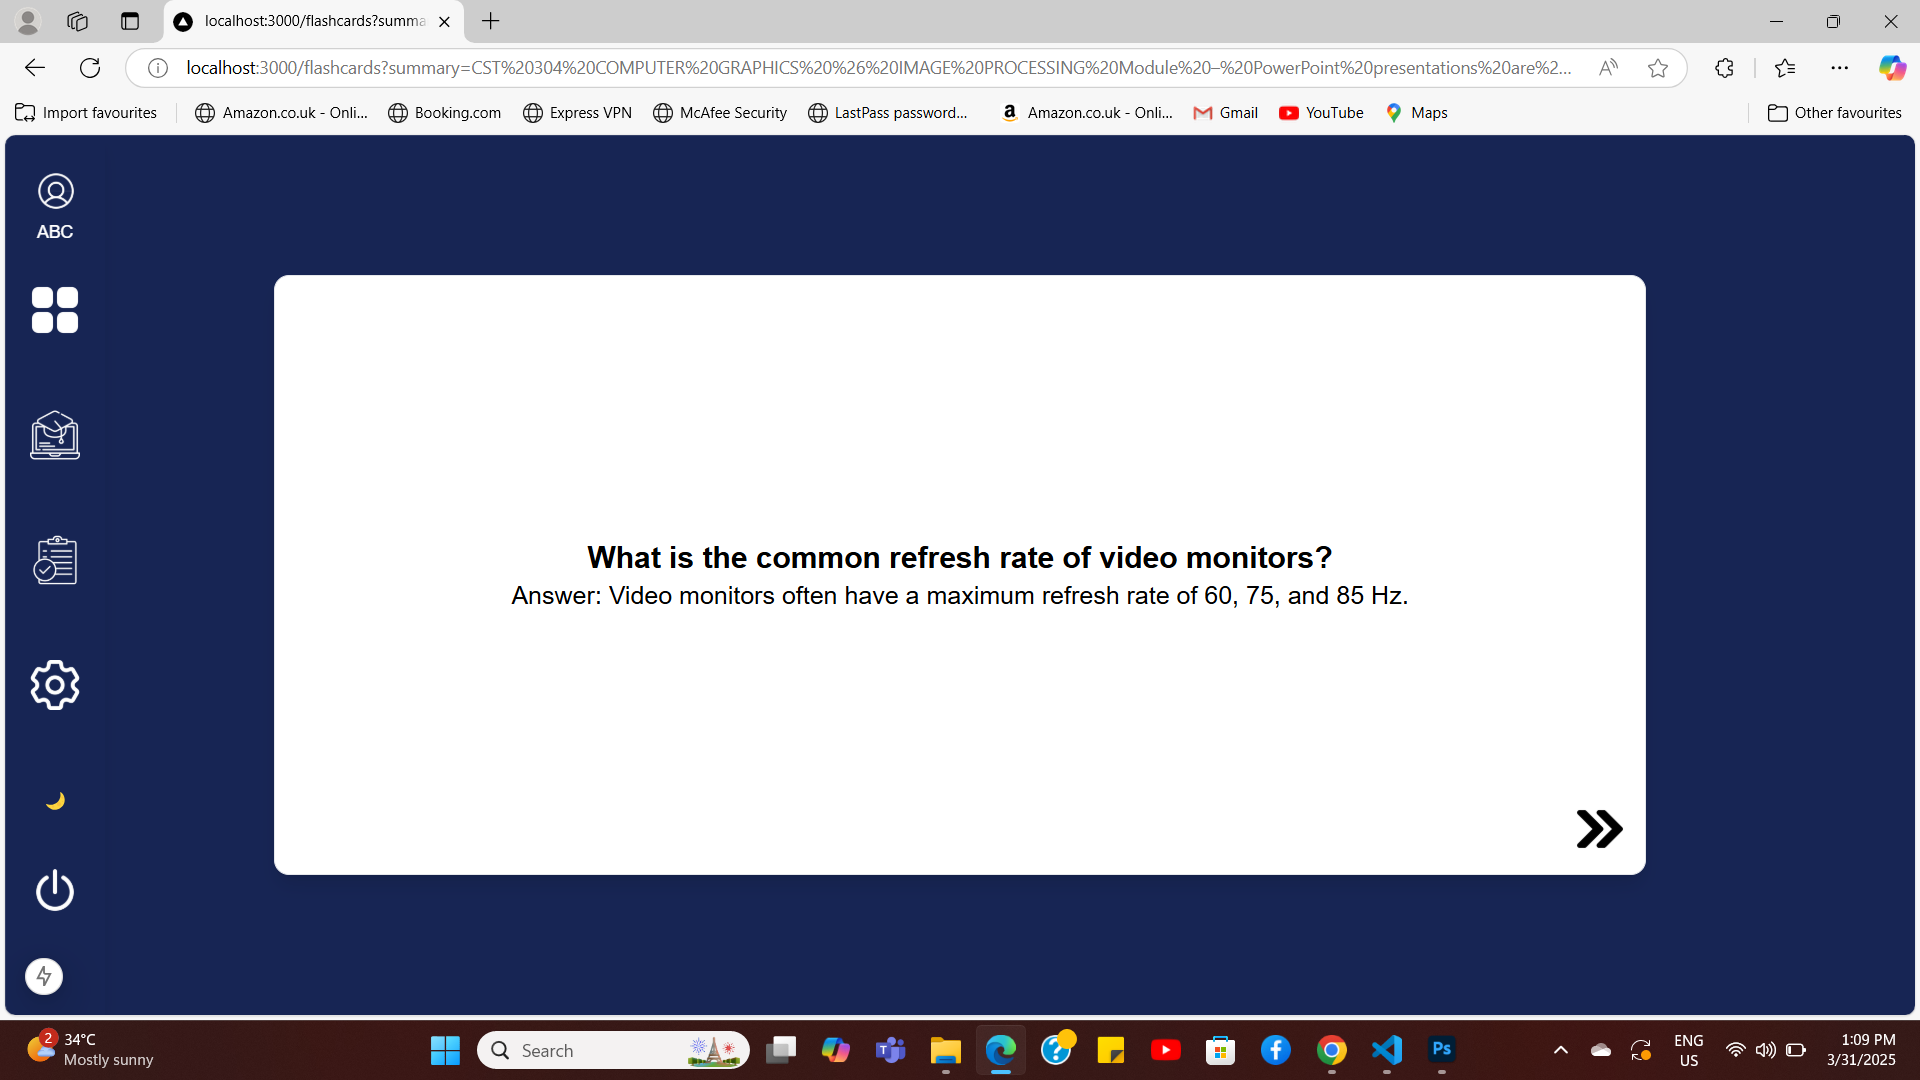 localhost:3000/flashcards?summa
localhost:3000/flashcards?summary=CST%20304%20COMPUTER%20GRAPHICS%20%26%20IMAGE%20PROCESSING%20Module%20–%20PowerPoint%20presentations%20are%2...
Import favourites
Amazon.co.uk - Onli...
Booking.com
Express VPN
McAfee Security
LastPass password...
Amazon.co.uk - Onli...
Gmail
YouTube
Maps
Other favourites
ABC
What is the common refresh rate of video monitors?
Answer: Video monitors often have a maximum refresh rate of 60, 75, and 85 Hz.
2
34°C
Mostly sunny
Search
T
Ps
ENG
US
1:09 PM
3/31/2025